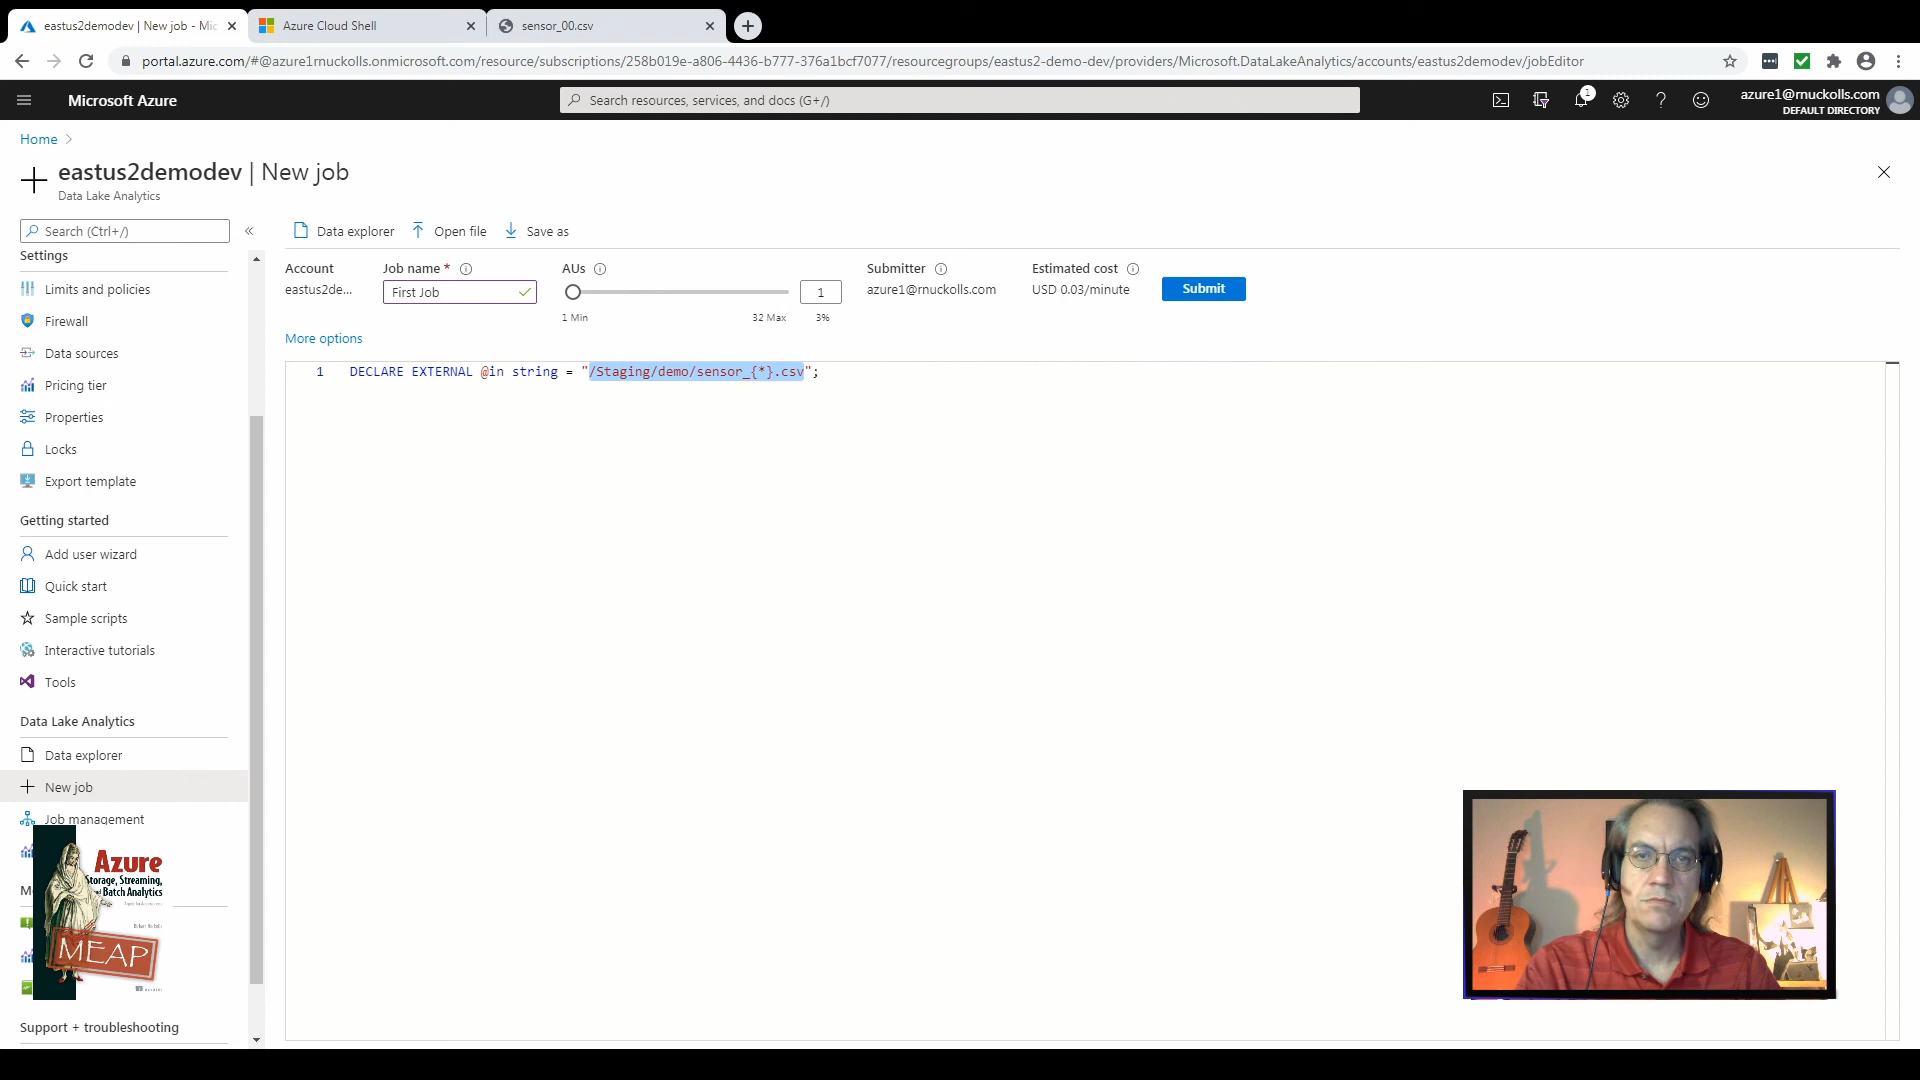 eastus2demodev | New job - Mic
Azure Cloud Shell
sensor_00.csv
portal.azure.com/#@azure1rnuckolls.onmicrosoft.com/resource/subscriptions/258b019e-a806-4436-b777-376a1bcf7077/resourcegroups/eastus2-demo-dev/providers/Microsoft.DataLakeAnalytics/accounts/eastus2demodev/jobEditor
Microsoft Azure
Search resources, services, and docs (G+/)
1
azure1@rnuckolls.com
DEFAULT DIRECTORY
Home
eastus2demodev | New job
Data Lake Analytics
Search (Ctrl+/)
Settings
Limits and policies
Firewall
Data sources
Pricing tier
Properties
Locks
Export template
Getting started
Add user wizard
Quick start
Sample scripts
Interactive tutorials
Tools
Data Lake Analytics
Data explorer
New job
Job management
Support + troubleshooting
Data explorer
Open file
Save as
Account
eastus2de...
Job name *
First Job
AUs
1 Min
32 Max
1
3%
Submitter
azure1@rnuckolls.com
Estimated cost
USD 0.03/minute
Submit
More options
1 DECLARE EXTERNAL @in string = "/Staging/demo/sensor_{*}.csv";
Azure
Storage, Streaming,
Batch Analytics
MEAP